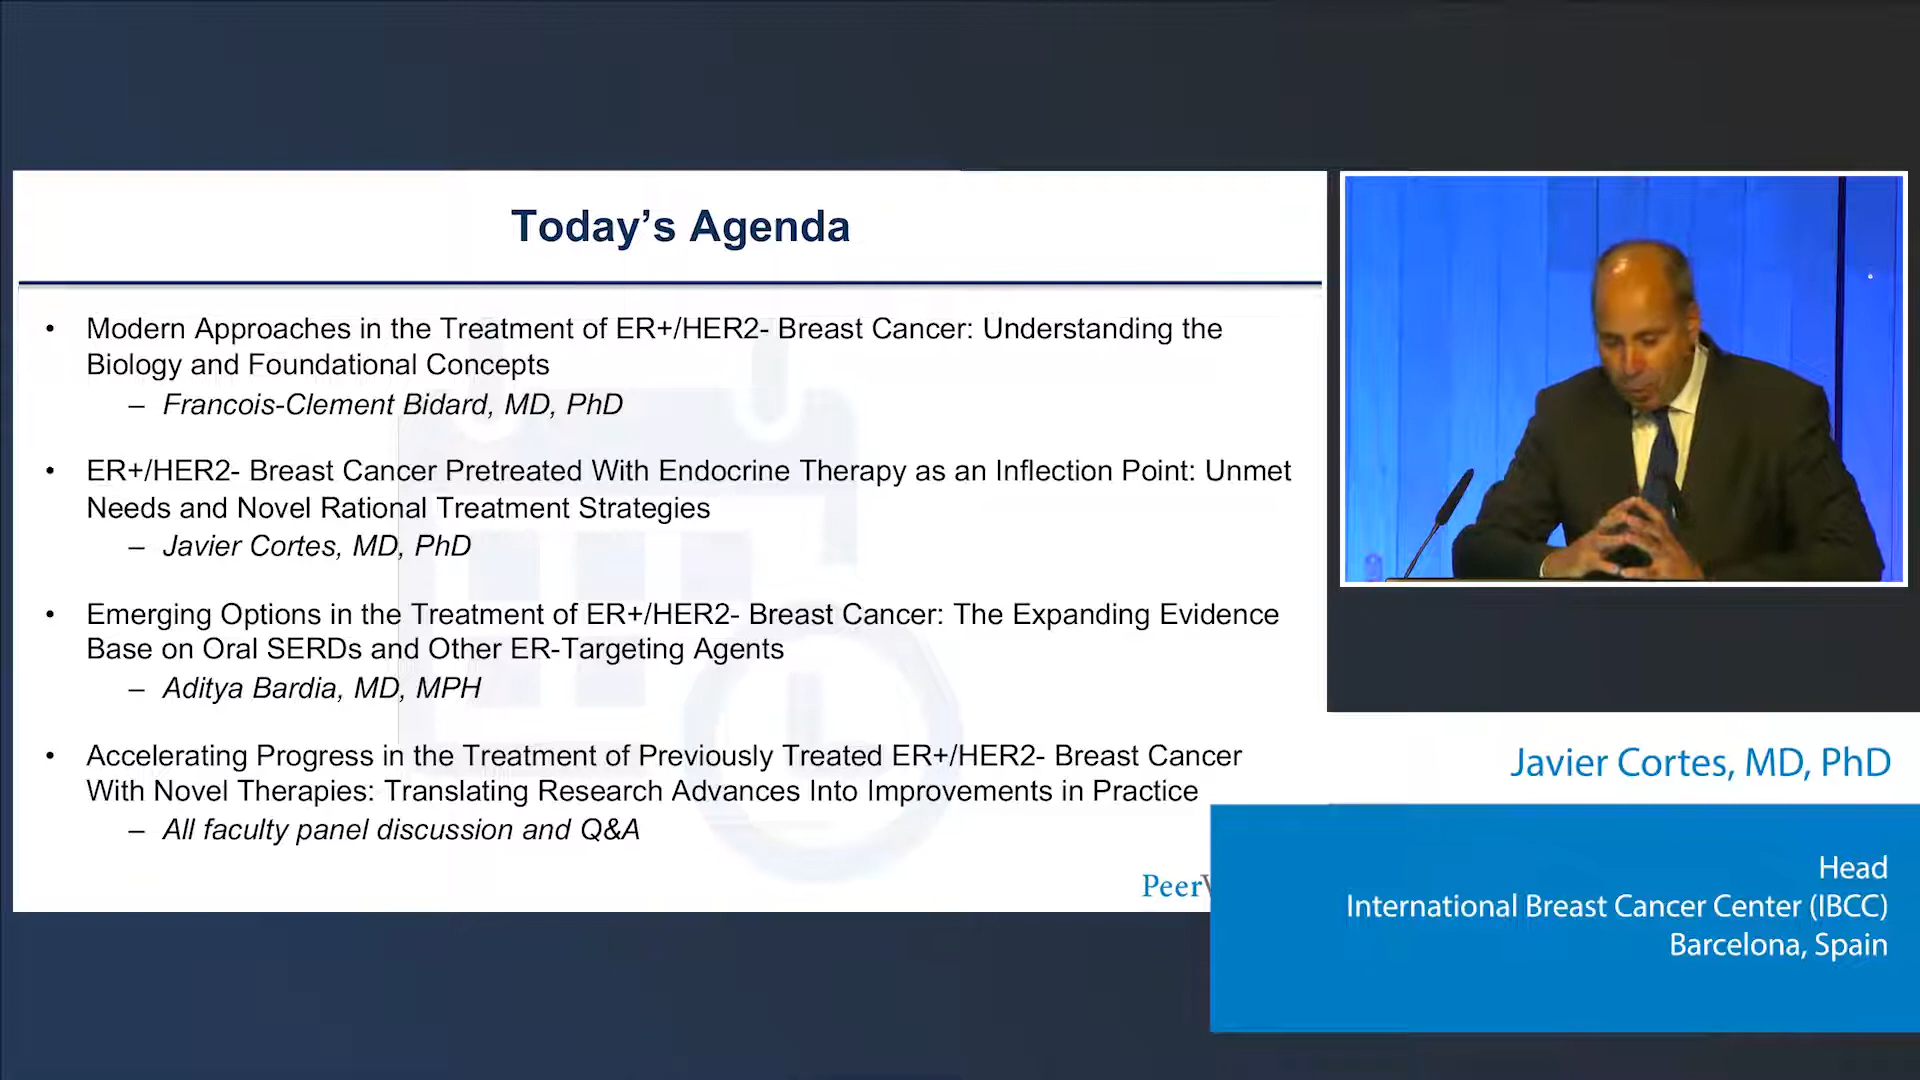 Today's Agenda
• Modern Approaches in the Treatment of ER+/HER2- Breast Cancer: Understanding the
Biology and Foundational Concepts
– Francois-Clement Bidard, MD, PhD
• ER+/HER2- Breast Cancer Pretreated With Endocrine Therapy as an Inflection Point: Unmet
Needs and Novel Rational Treatment Strategies
– Javier Cortes, MD, PhD
• Emerging Options in the Treatment of ER+/HER2- Breast Cancer: The Expanding Evidence
Base on Oral SERDs and Other ER-Targeting Agents
– Aditya Bardia, MD, MPH
• Accelerating Progress in the Treatment of Previously Treated ER+/HER2- Breast Cancer
With Novel Therapies: Translating Research Advances Into Improvements in Practice
– All faculty panel discussion and Q&A
Peer
Javier Cortes, MD, PhD
Head
International Breast Cancer Center (IBCC)
Barcelona, Spain